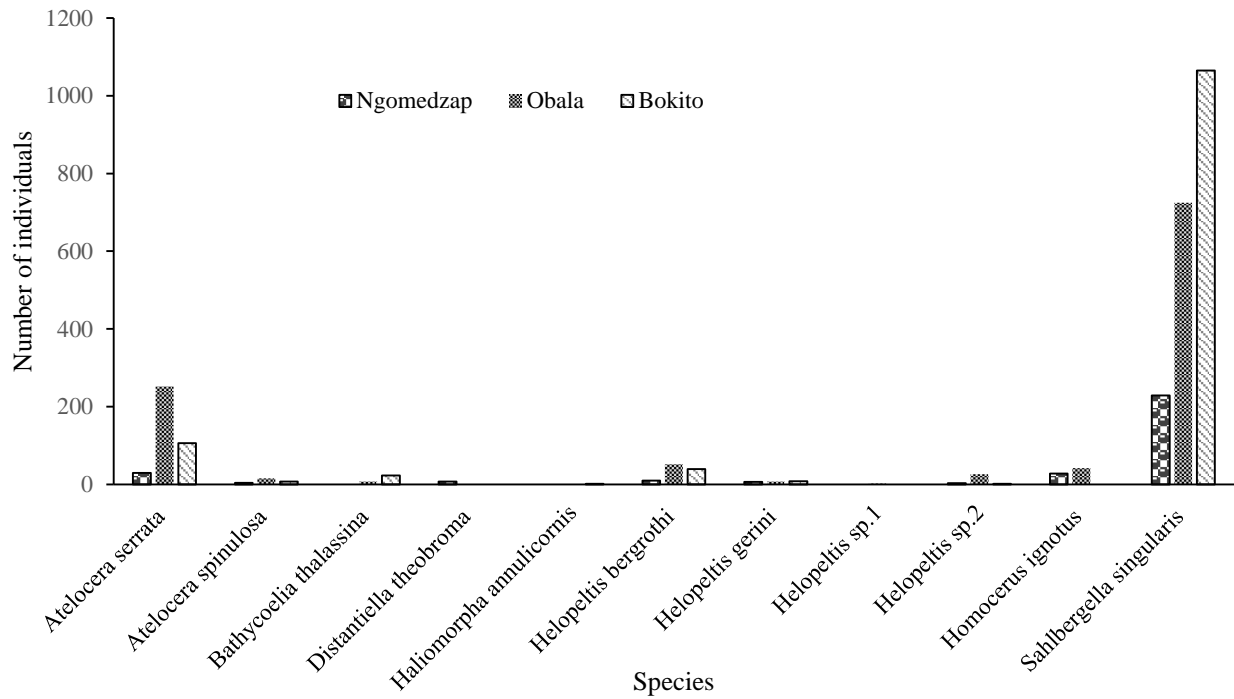 1200
1000
800
600
400
200
0
Number of individuals
Ngomedzap Obala Bokito
Atelocera serrata
Atelocera spinulosa
Bathycoelia thalassina
Distantiella theobroma
Haliomorpha annulicornis
Helopeltis bergrothi
Helopeltis gerini
Helopeltis sp.1
Helopeltis sp.2
Homocerus ignotus
Sahlbergella singularis
Species